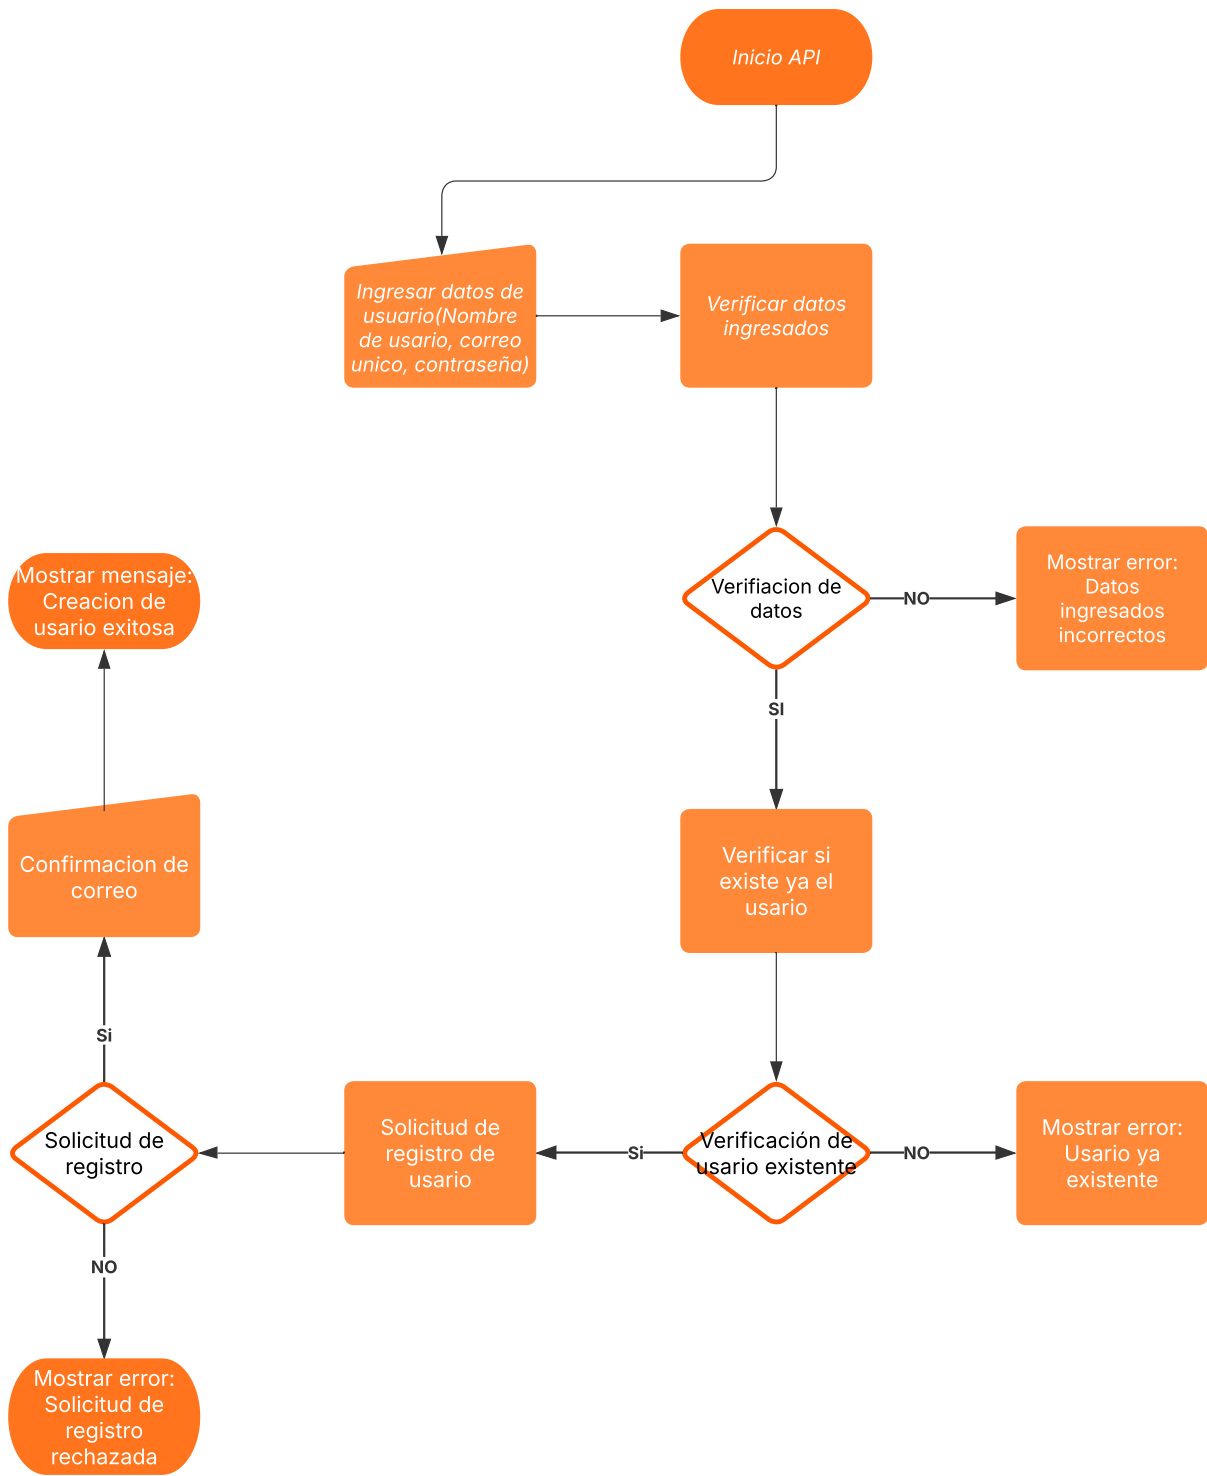 Inicio API
Ingresar datos de
usuario(Nombre
de usario, correo
unico, contraseña)
Verificar datos
ingresados
Verifiacion de
datos
NO
Mostrar error:
Datos
ingresados
incorrectos
SI
Verificar si
existe ya el
usario
Verificación de
usario existente
NO
Mostrar error:
Usario ya
existente
Si
Solicitud de
registro de
usario
Solicitud de
registro
Si
Confirmacion de
correo
Mostrar mensaje:
Creacion de
usario exitosa
NO
Mostrar error:
Solicitud de
registro
rechazada